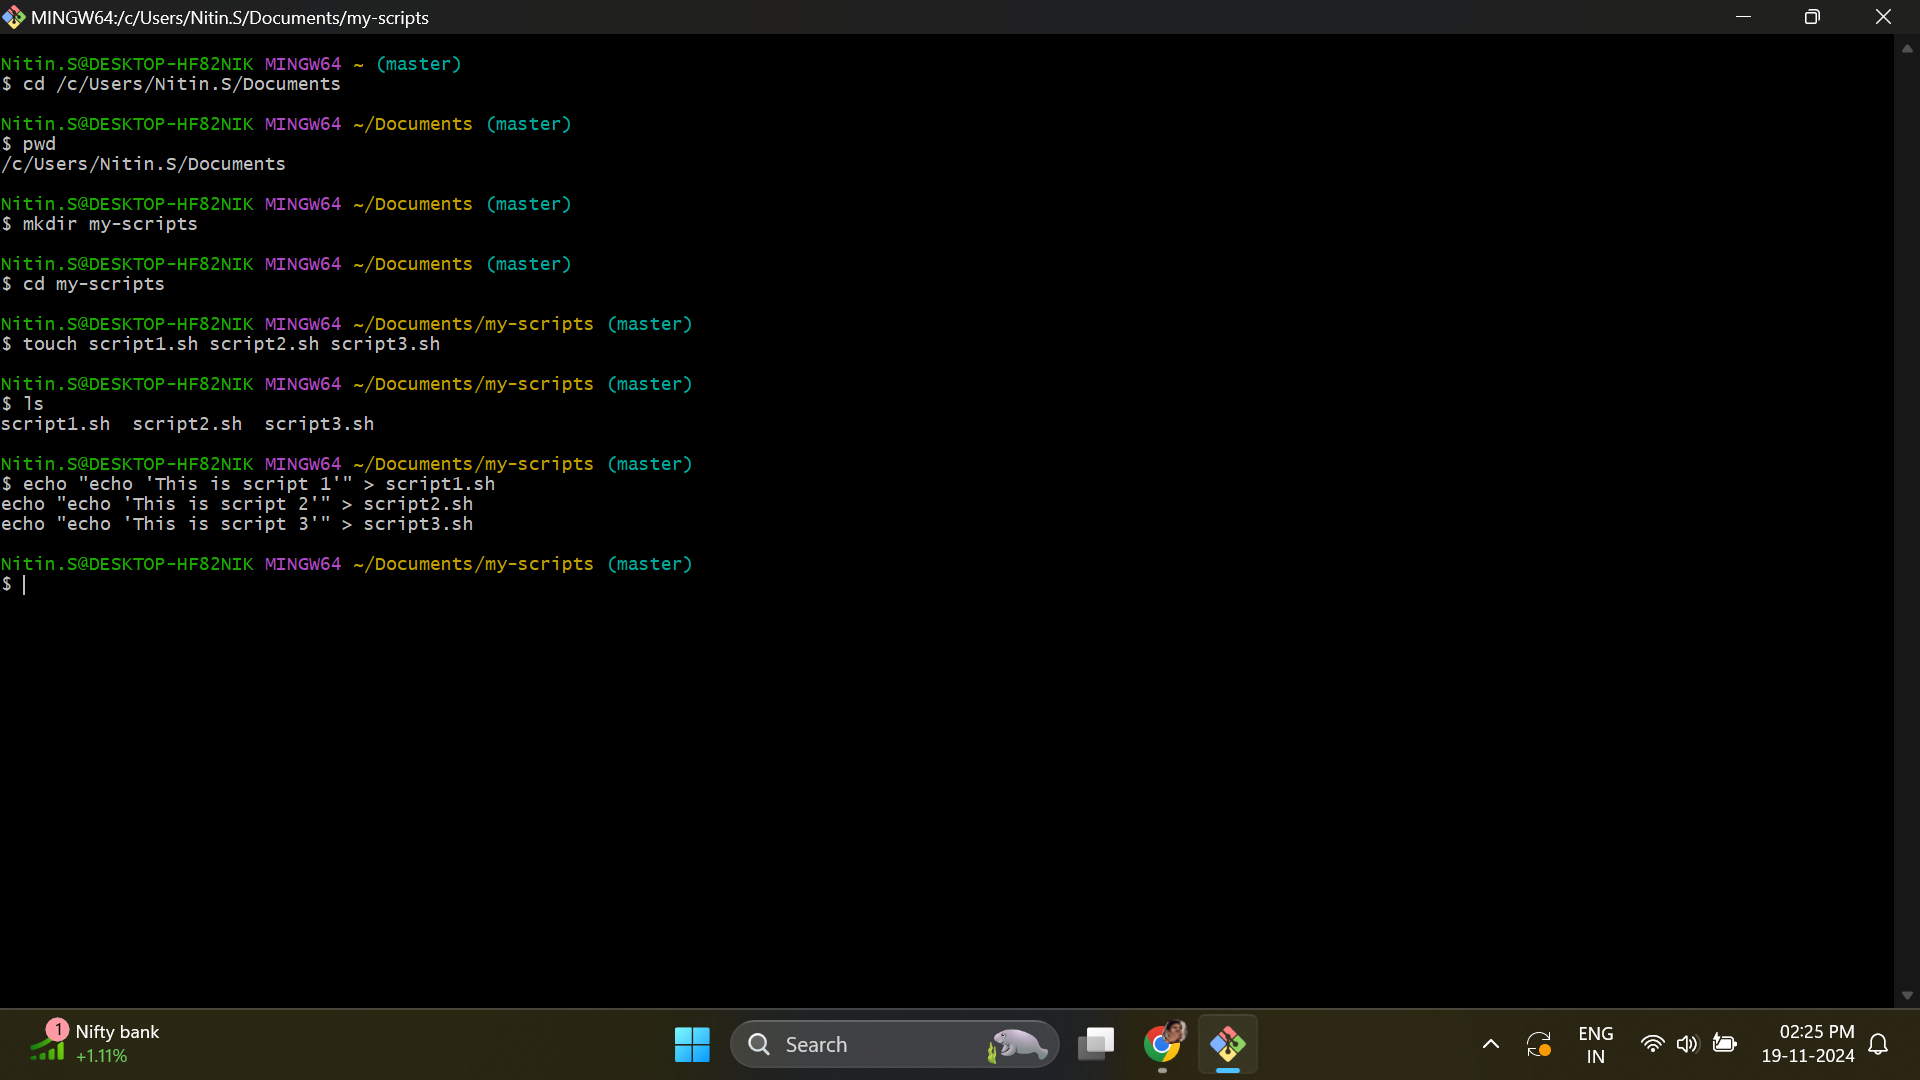 MINGW64:/c/Users/Nitin.S/Documents/my-scripts
Nitin.S@DESKTOP-HF82NIK MINGW64 ~ (master)
$ cd /c/Users/Nitin.S/Documents
Nitin.S@DESKTOP-HF82NIK MINGW64 ~/Documents (master)
$ pwd
/c/Users/Nitin.S/Documents
Nitin.S@DESKTOP-HF82NIK MINGW64 ~/Documents (master)
$ mkdir my-scripts
Nitin.S@DESKTOP-HF82NIK MINGW64 ~/Documents (master)
$ cd my-scripts
Nitin.S@DESKTOP-HF82NIK MINGW64 ~/Documents/my-scripts (master)
$ touch script1.sh script2.sh script3.sh
Nitin.S@DESKTOP-HF82NIK MINGW64 ~/Documents/my-scripts (master)
$ ls
script1.sh  script2.sh  script3.sh
Nitin.S@DESKTOP-HF82NIK MINGW64 ~/Documents/my-scripts (master)
$ echo "echo 'This is script 1'" > script1.sh
echo "echo 'This is script 2'" > script2.sh
echo "echo 'This is script 3'" > script3.sh
Nitin.S@DESKTOP-HF82NIK MINGW64 ~/Documents/my-scripts (master)
$
1
Nifty bank
+1.11%
Search
ENG
IN
02:25 PM
19-11-2024